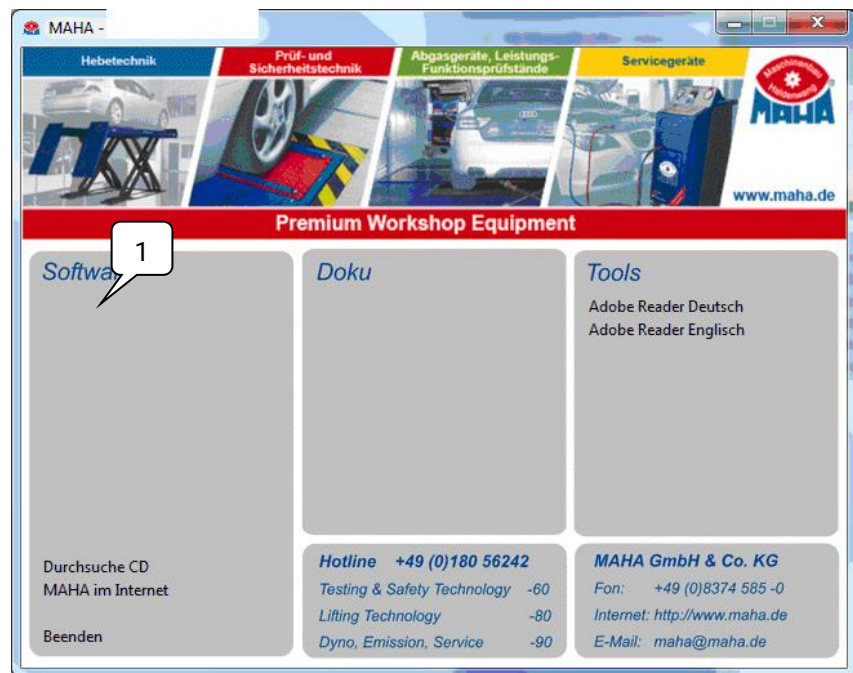 MAHA -
Hebetechnik
Prüf- und
Sicherheitstechnik
Abgasgeräte, Leistungs-
Funktionsprüfstände
Servicegeräte
Maschinenbau
Haldenwang
MAHA
www.maha.de
Premium Workshop Equipment
1
Softwa
Durchsuche CD
MAHA im Internet
Beenden
Doku
Tools
Adobe Reader Deutsch
Adobe Reader Englisch
Hotline +49 (0)180 56242
Testing & Safety Technology -60
Lifting Technology -80
Dyno, Emission, Service -90
MAHA GmbH & Co. KG
Fon: +49 (0)8374 585 -0
Internet: http://www.maha.de
E-Mail: maha@maha.de